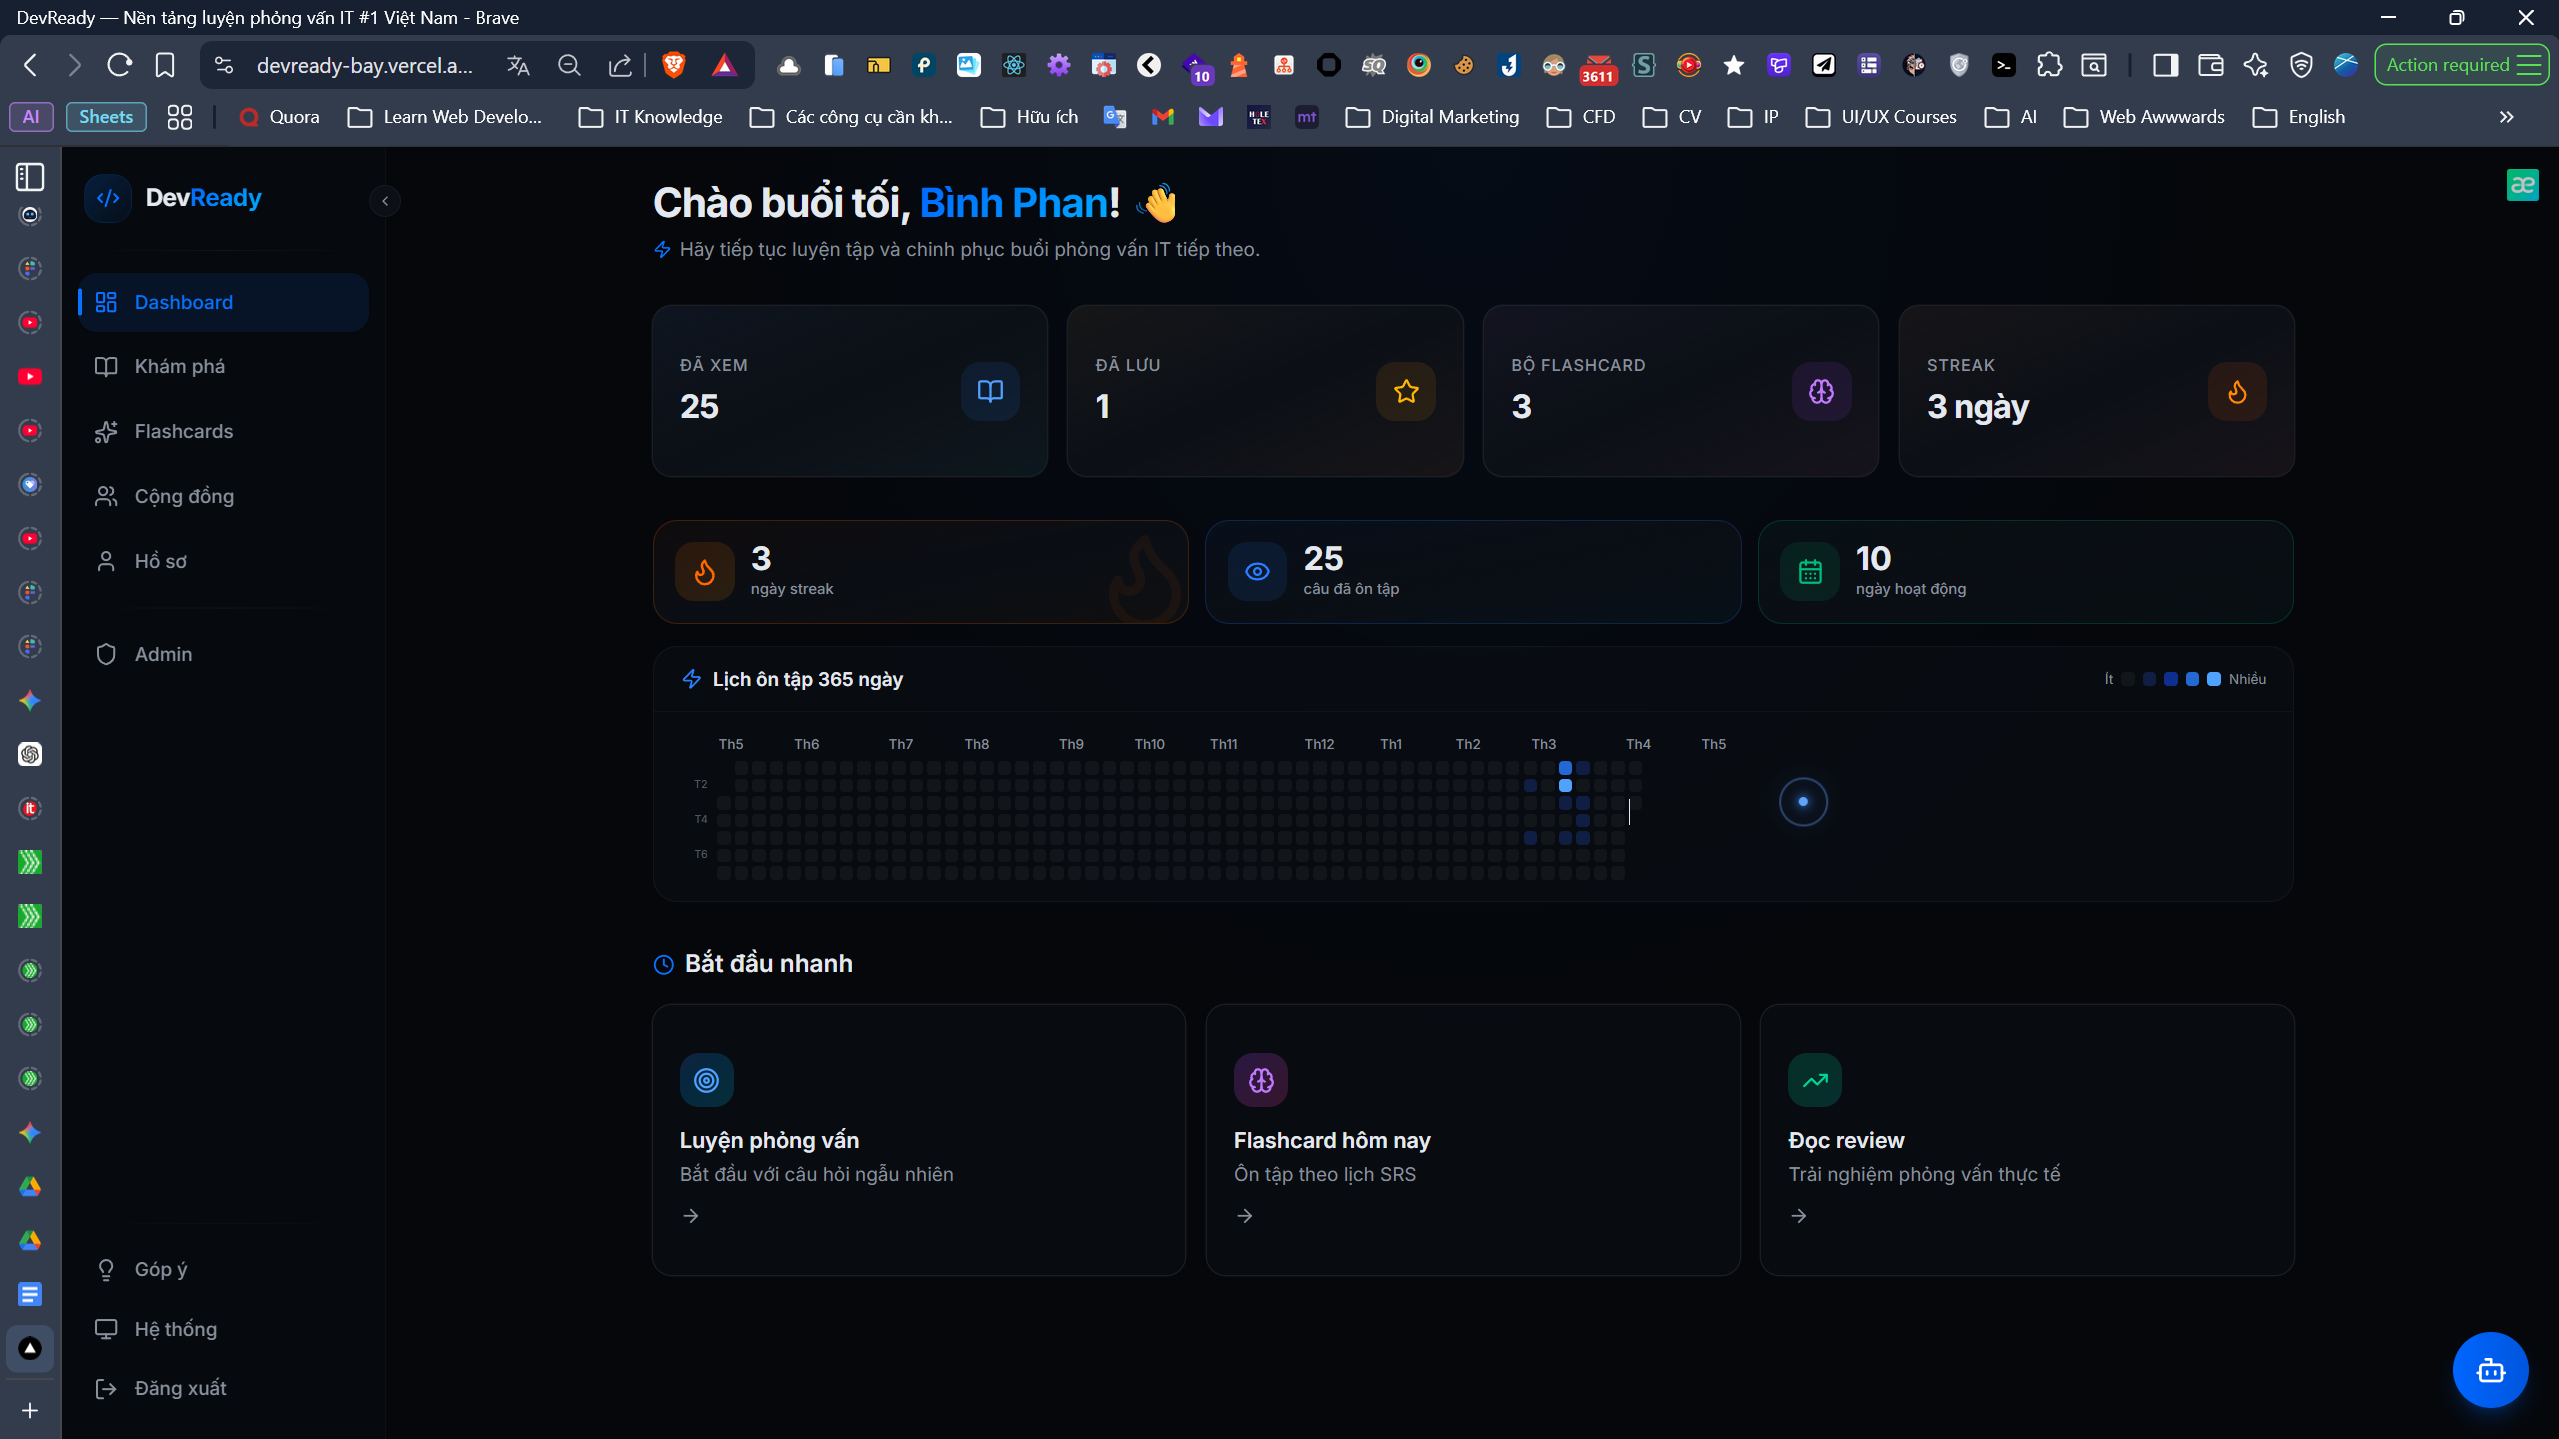 DevReady — Nền tảng luyện phỏng vấn IT #1 Việt Nam - Brave
devready-bay.vercel.a...
10
3611
Action required
AI
Sheets
Quora
Learn Web Develo...
IT Knowledge
Các công cụ cần kh...
Hữu ích
mt
Digital Marketing
CFD
CV
IP
UI/UX Courses
AI
Web Awwwards
English
DevReady
Dashboard
Khám phá
Flashcards
Cộng đồng
Hồ sơ
Admin
Góp ý
Hệ thống
Đăng xuất
Chào buổi tối, Bình Phan! 👋
Hãy tiếp tục luyện tập và chinh phục buổi phỏng vấn IT tiếp theo.
ĐÃ XEM
25
ĐÃ LƯU
1
BỘ FLASHCARD
3
STREAK
3 ngày
3
ngày streak
25
câu đã ôn tập
10
ngày hoạt động
Lịch ôn tập 365 ngày
Ít
Nhiều
Th5 Th6 Th7 Th8 Th9 Th10 Th11 Th12 Th1 Th2 Th3 Th4 Th5
T2
T4
T6
Bắt đầu nhanh
Luyện phỏng vấn
Bắt đầu với câu hỏi ngẫu nhiên
Flashcard hôm nay
Ôn tập theo lịch SRS
Đọc review
Trải nghiệm phỏng vấn thực tế